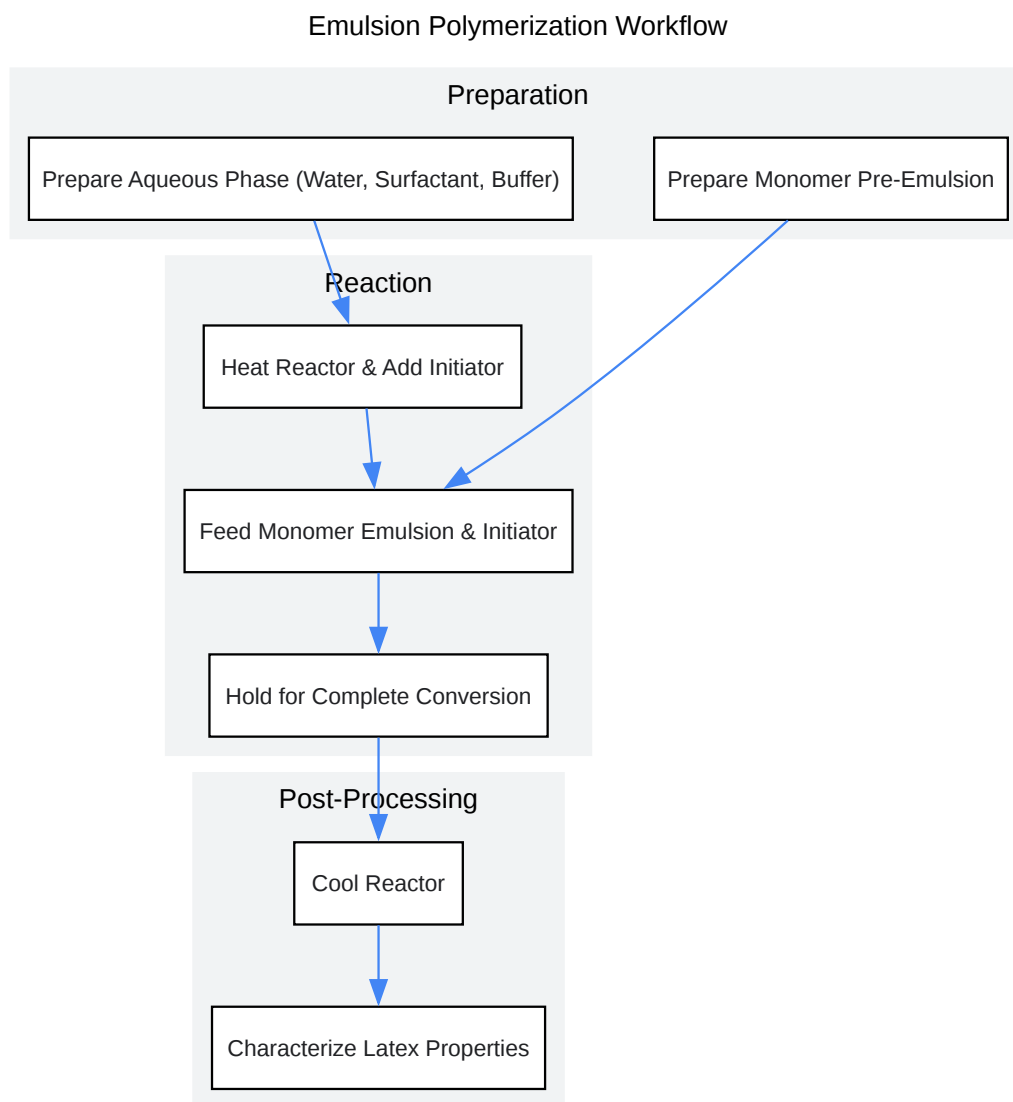 Emulsion Polymerization Workflow
Preparation
Prepare Aqueous Phase (Water, Surfactant, Buffer)
Prepare Monomer Pre-Emulsion
Reaction
Heat Reactor & Add Initiator
Feed Monomer Emulsion & Initiator
Hold for Complete Conversion
Post-Processing
Cool Reactor
Characterize Latex Properties